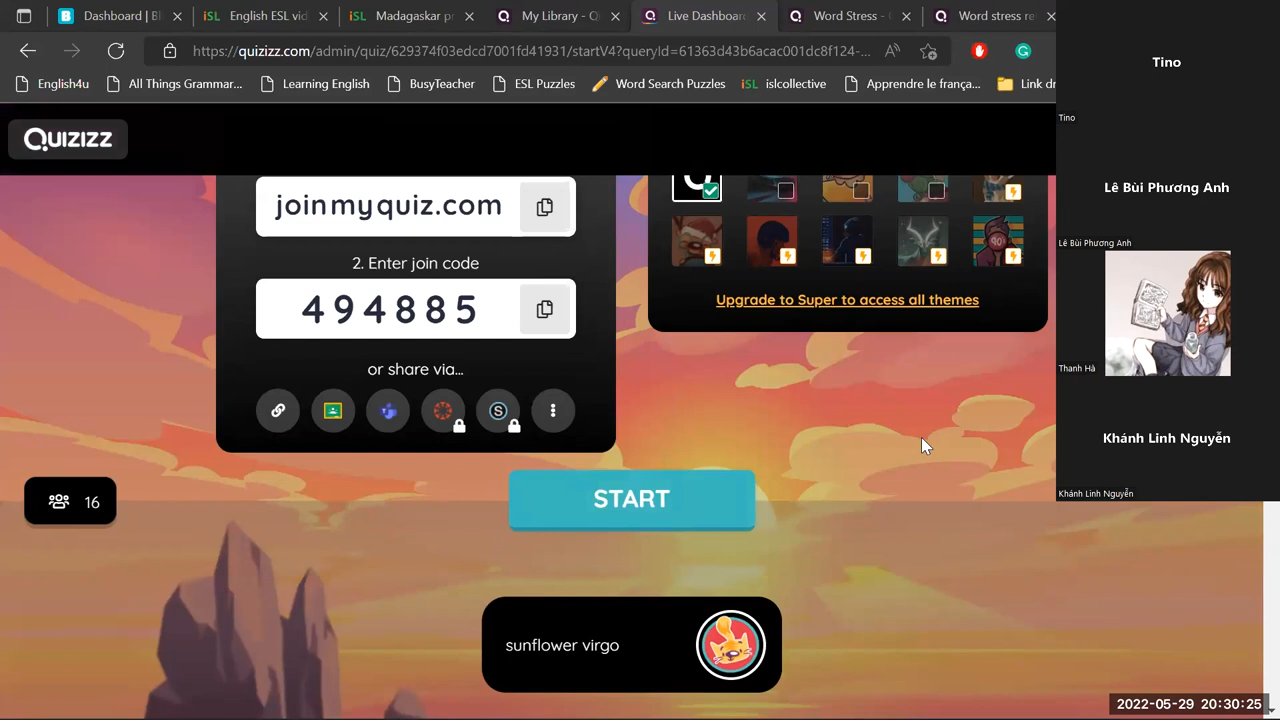 Dashboard | Bl
English ESL vid
iSL
Madagaskar pr
iSL
My Library - Q
Live Dashboard
Word Stress -
Word stress re
https://quizizz.com/admin/quiz/629374f03edcd7001fd41931/startV4?queryId=61363d43b6acac001dc8f124-...
English4u
All Things Grammar...
Learning English
BusyTeacher
ESL Puzzles
Word Search Puzzles
iSL
islcollective
Apprendre le frança...
Link dr
QUIZIZZ
joinmyquiz.com
2. Enter join code
494885
or share via...
Upgrade to Super to access all themes
16
START
sunflower virgo
Tino
Tino
Lê Bùi Phương Anh
Lê Bùi Phương Anh
Thanh Hà
Khánh Linh Nguyễn
Khánh Linh Nguyễn
2022-05-29 20:30:25